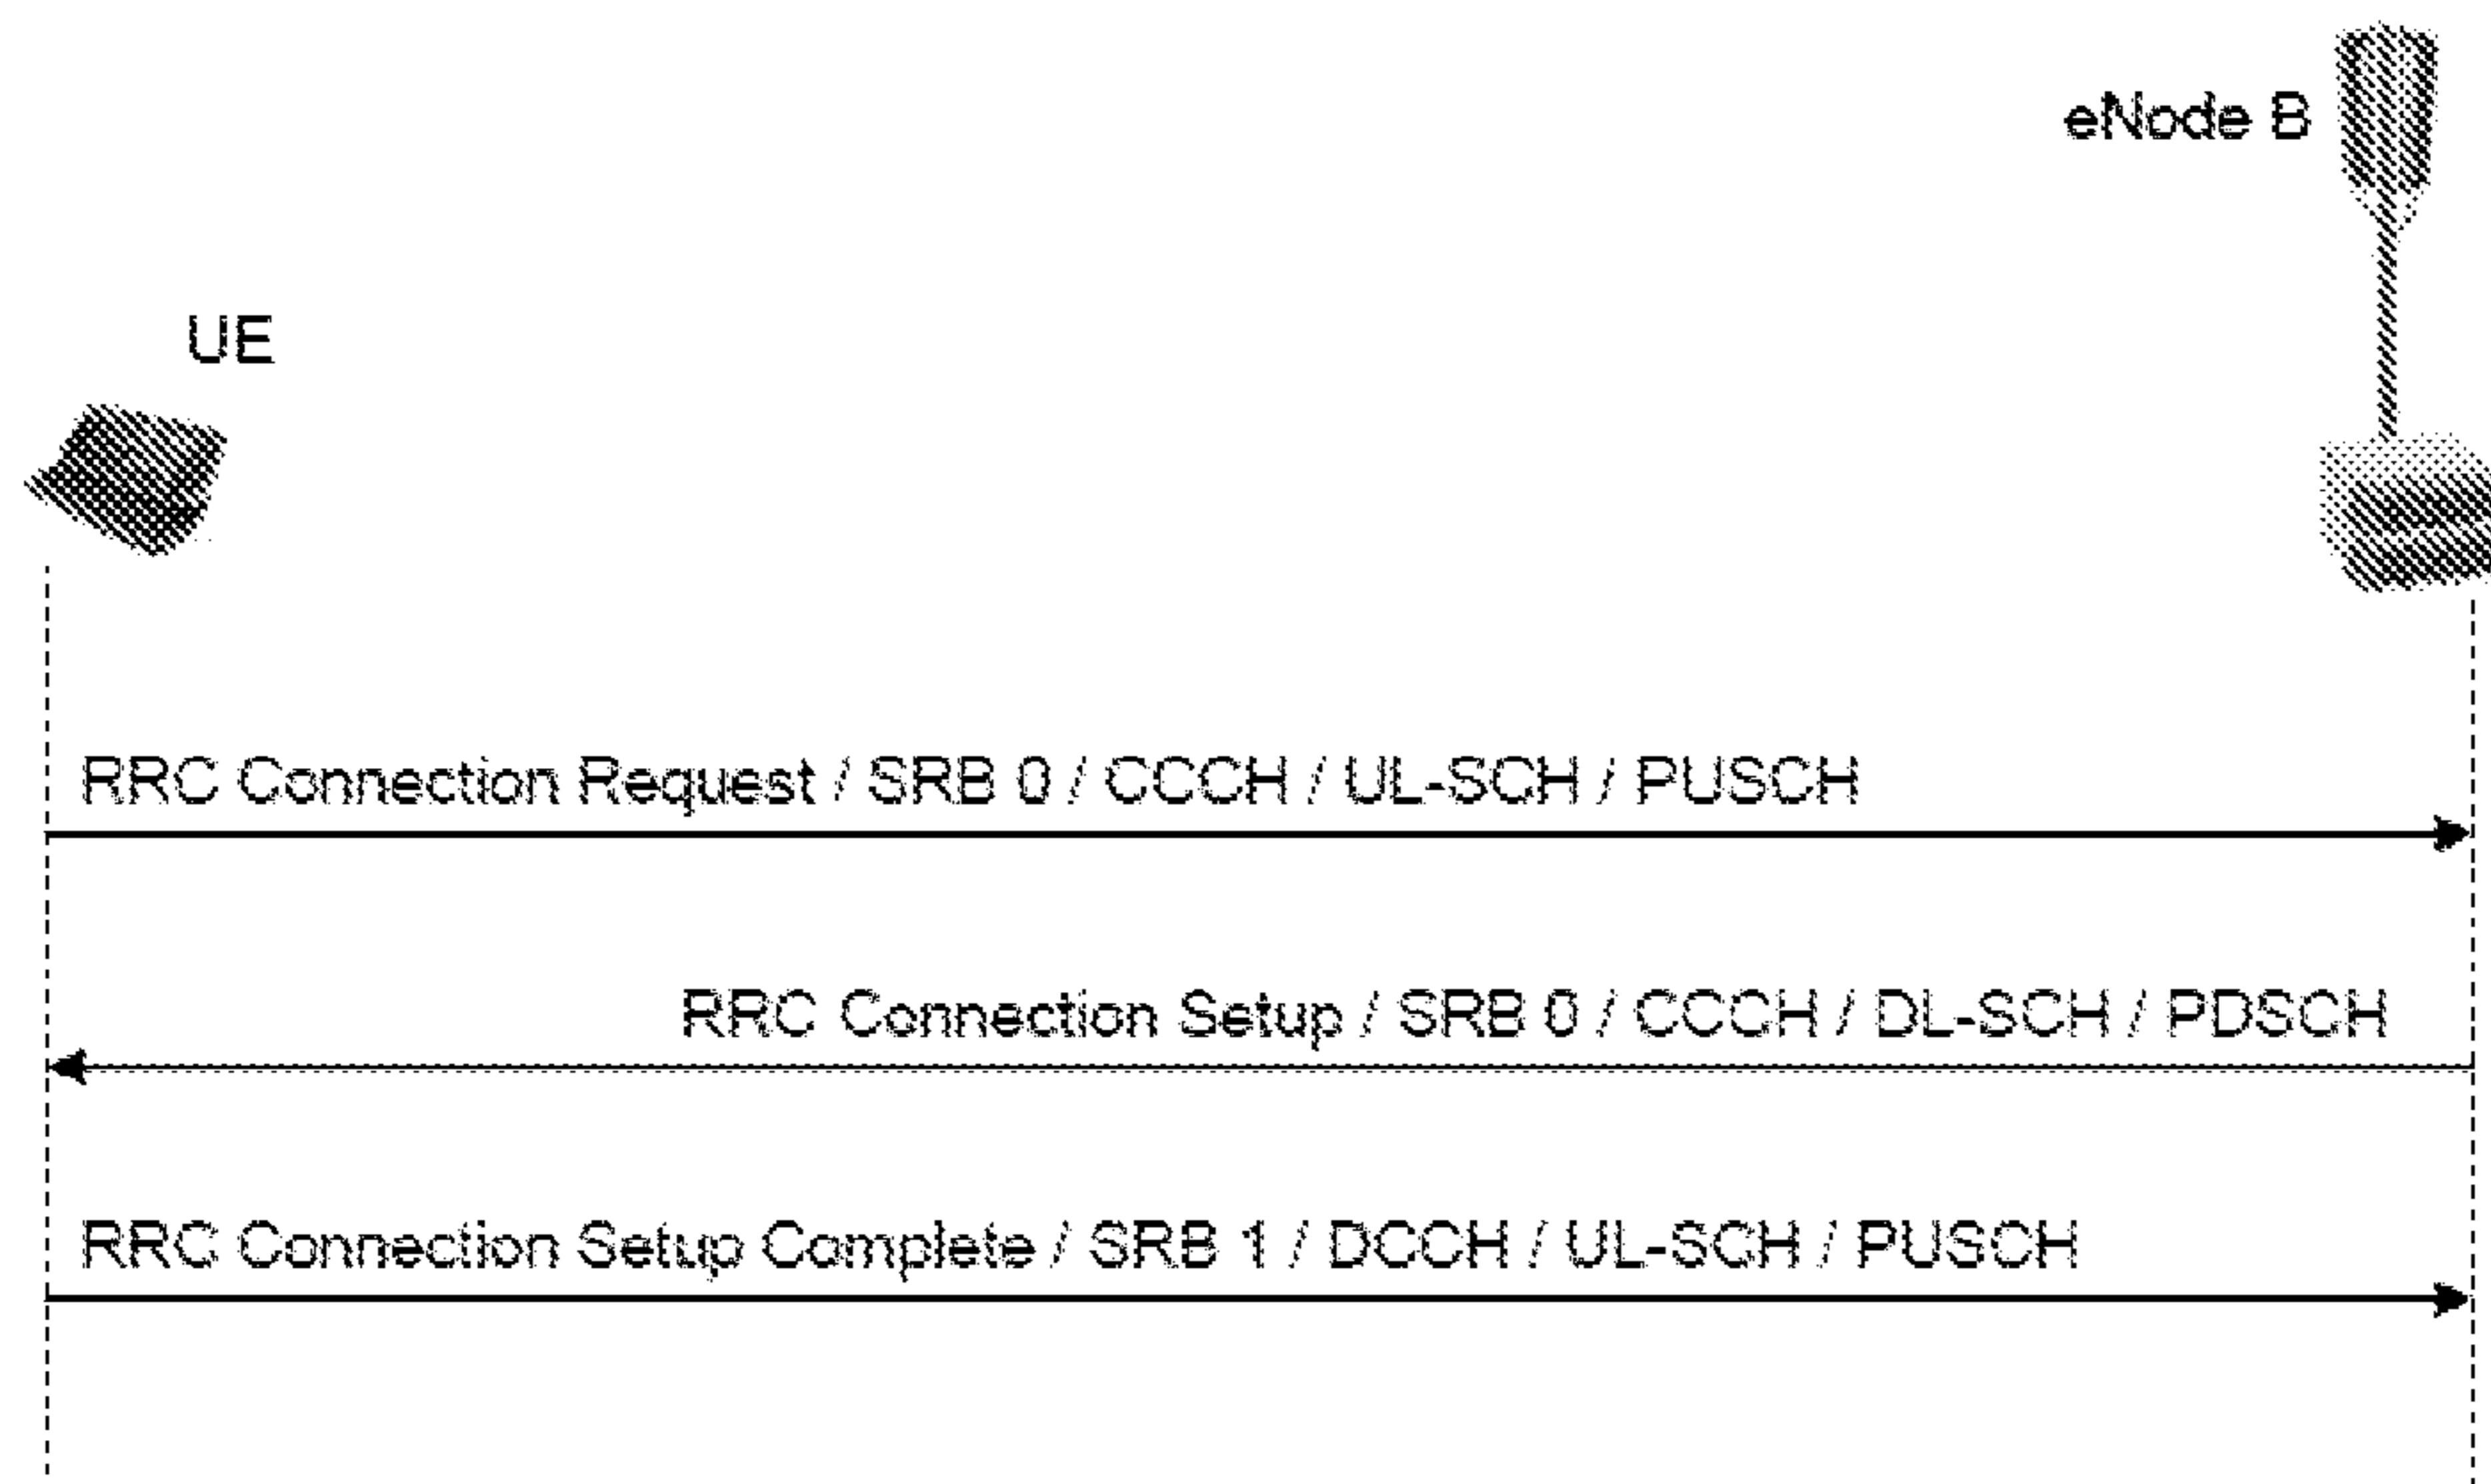 eNode B
UE
RRC Connection Request / SRB 0 / CCCH / UL-SCH / PUSCH
RRC Connection Setup / SRB 0 / CCCH / DL-SCH / PDSCH
RRC Connection Setup Complete / SRB 1 / DCCH / UL-SCH / PUSCH